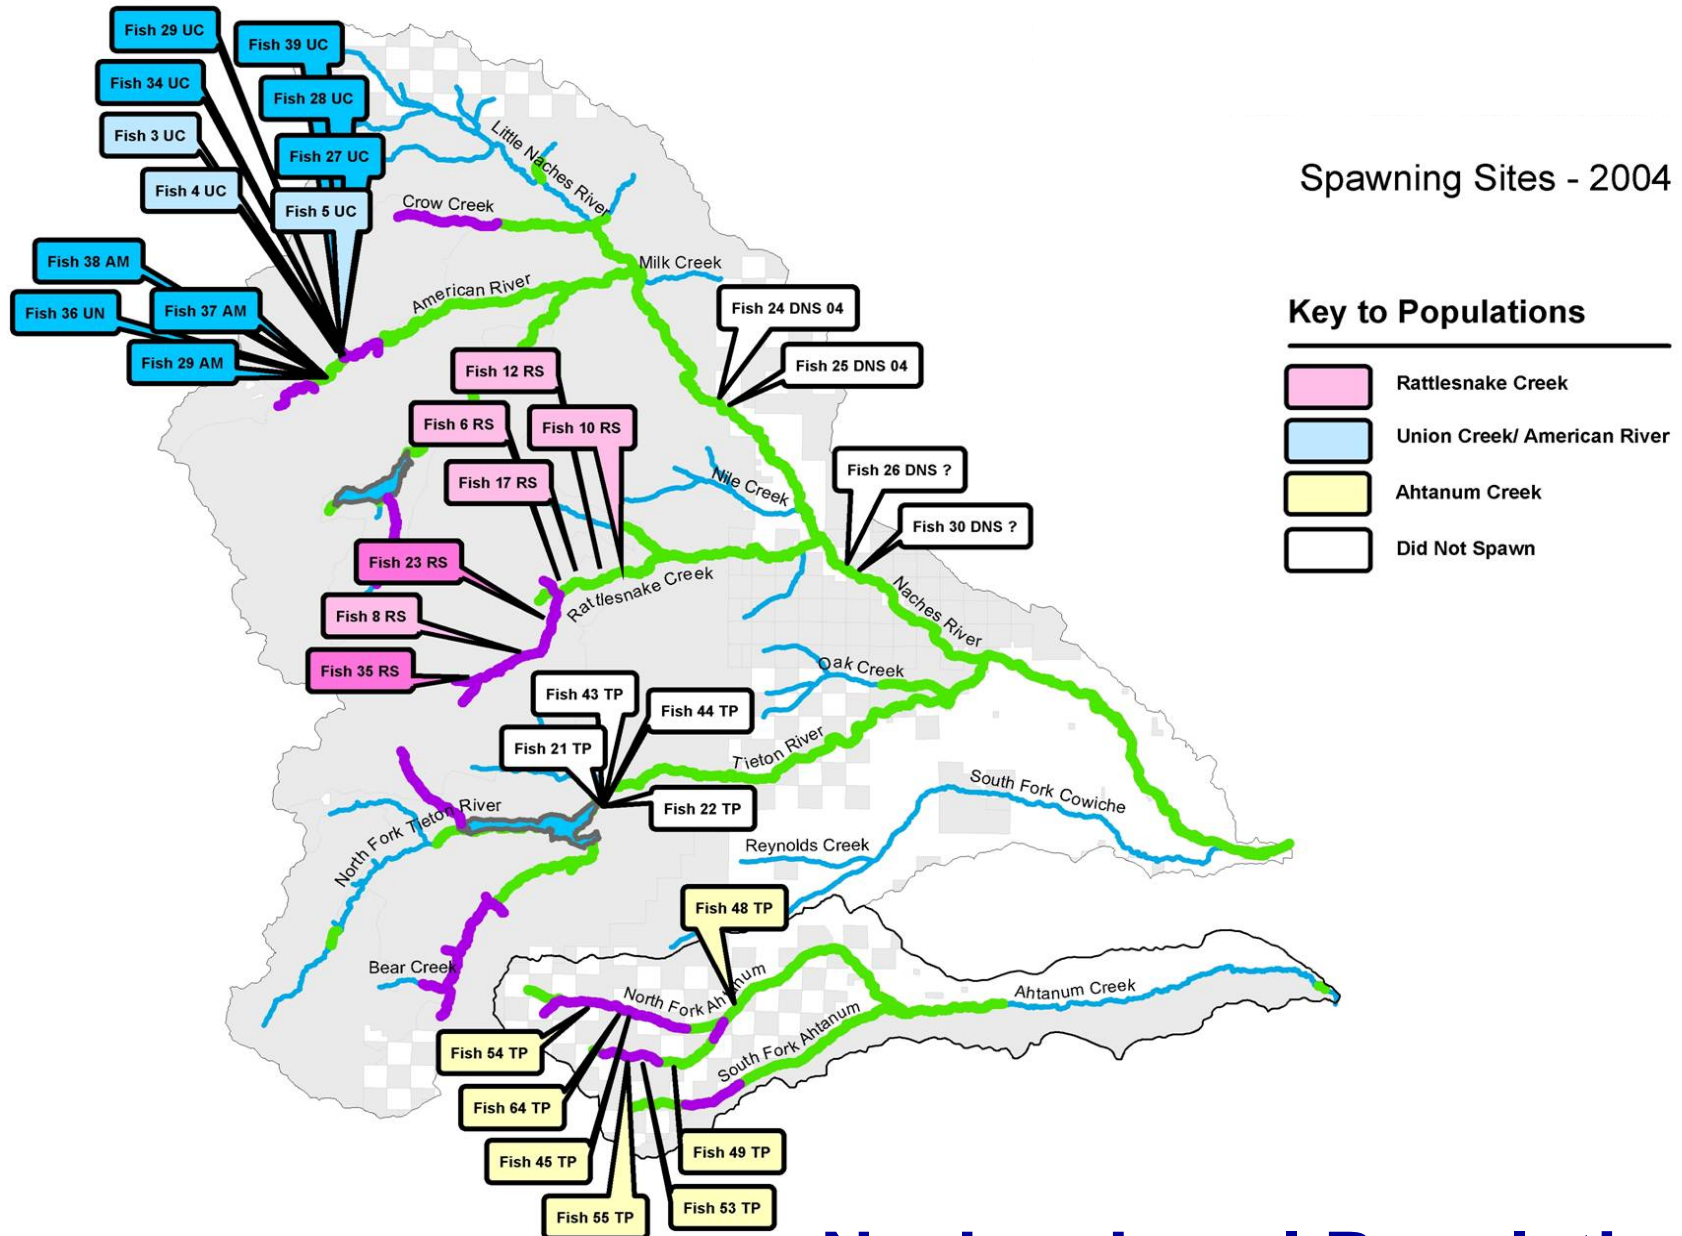 Fish 29 UC
Fish 39 UC
Fish 34 UC
Fish 28 UC
Fish 3 UC
Fish 27 UC
Fish 4 UC
Fish 5 UC
Fish 38 AM
Fish 36 UN
Fish 37 AM
Fish 29 AM
Little Naches River
Crow Creek
Milk Creek
American River
Spawning Sites - 2004
Key to Populations
Rattlesnake Creek
Union Creek/ American River
Ahtanum Creek
Did Not Spawn
Fish 24 DNS 04
Fish 25 DNS 04
Fish 12 RS
Fish 6 RS
Fish 10 RS
Fish 17 RS
Nile Creek
Fish 26 DNS ?
Fish 30 DNS ?
Fish 23 RS
Rattlesnake Creek
Naches River
Fish 8 RS
Fish 35 RS
Oak Creek
Fish 43 TP
Fish 44 TP
Fish 21 TP
Tieton River
Fish 22 TP
South Fork Cowiche
North Fork Tieton River
Reynolds Creek
Fish 48 TP
Bear Creek
North Fork Ahtanum
Ahtanum Creek
South Fork Ahtanum
Fish 54 TP
Fish 64 TP
Fish 45 TP
Fish 49 TP
Fish 55 TP
Fish 53 TP